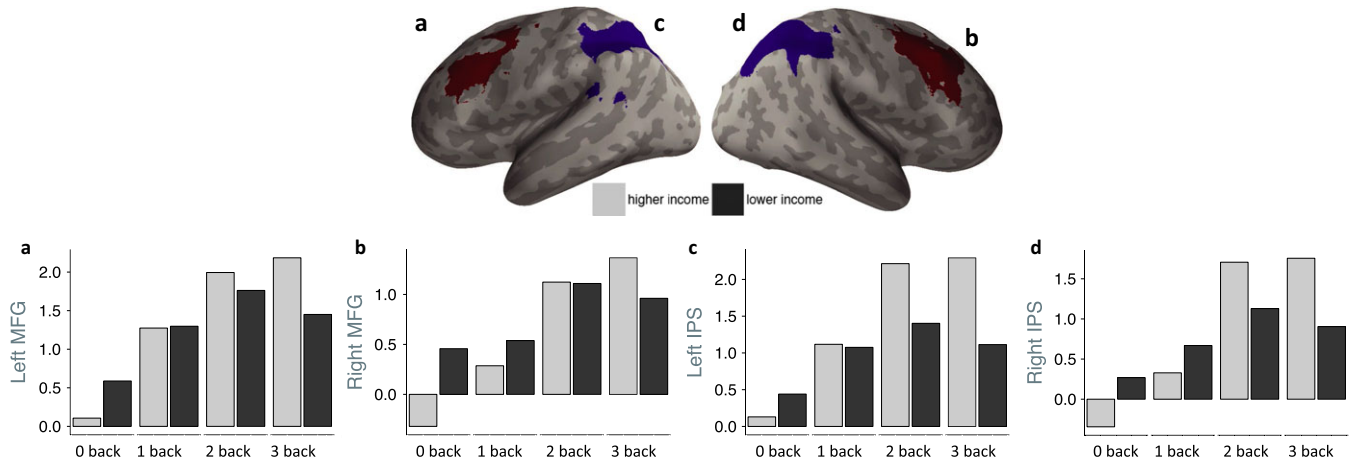 a c d b
higher income lower income
a
Left MFG
2.0
1.5
1.0
0.5
0.0
0 back 1 back 2 back 3 back
b
Right MFG
1.0
0.5
0.0
0 back 1 back 2 back 3 back
c
Left IPS
2.0
1.5
1.0
0.5
0.0
0 back 1 back 2 back 3 back
d
Right IPS
1.5
1.0
0.5
0.0
0 back 1 back 2 back 3 back